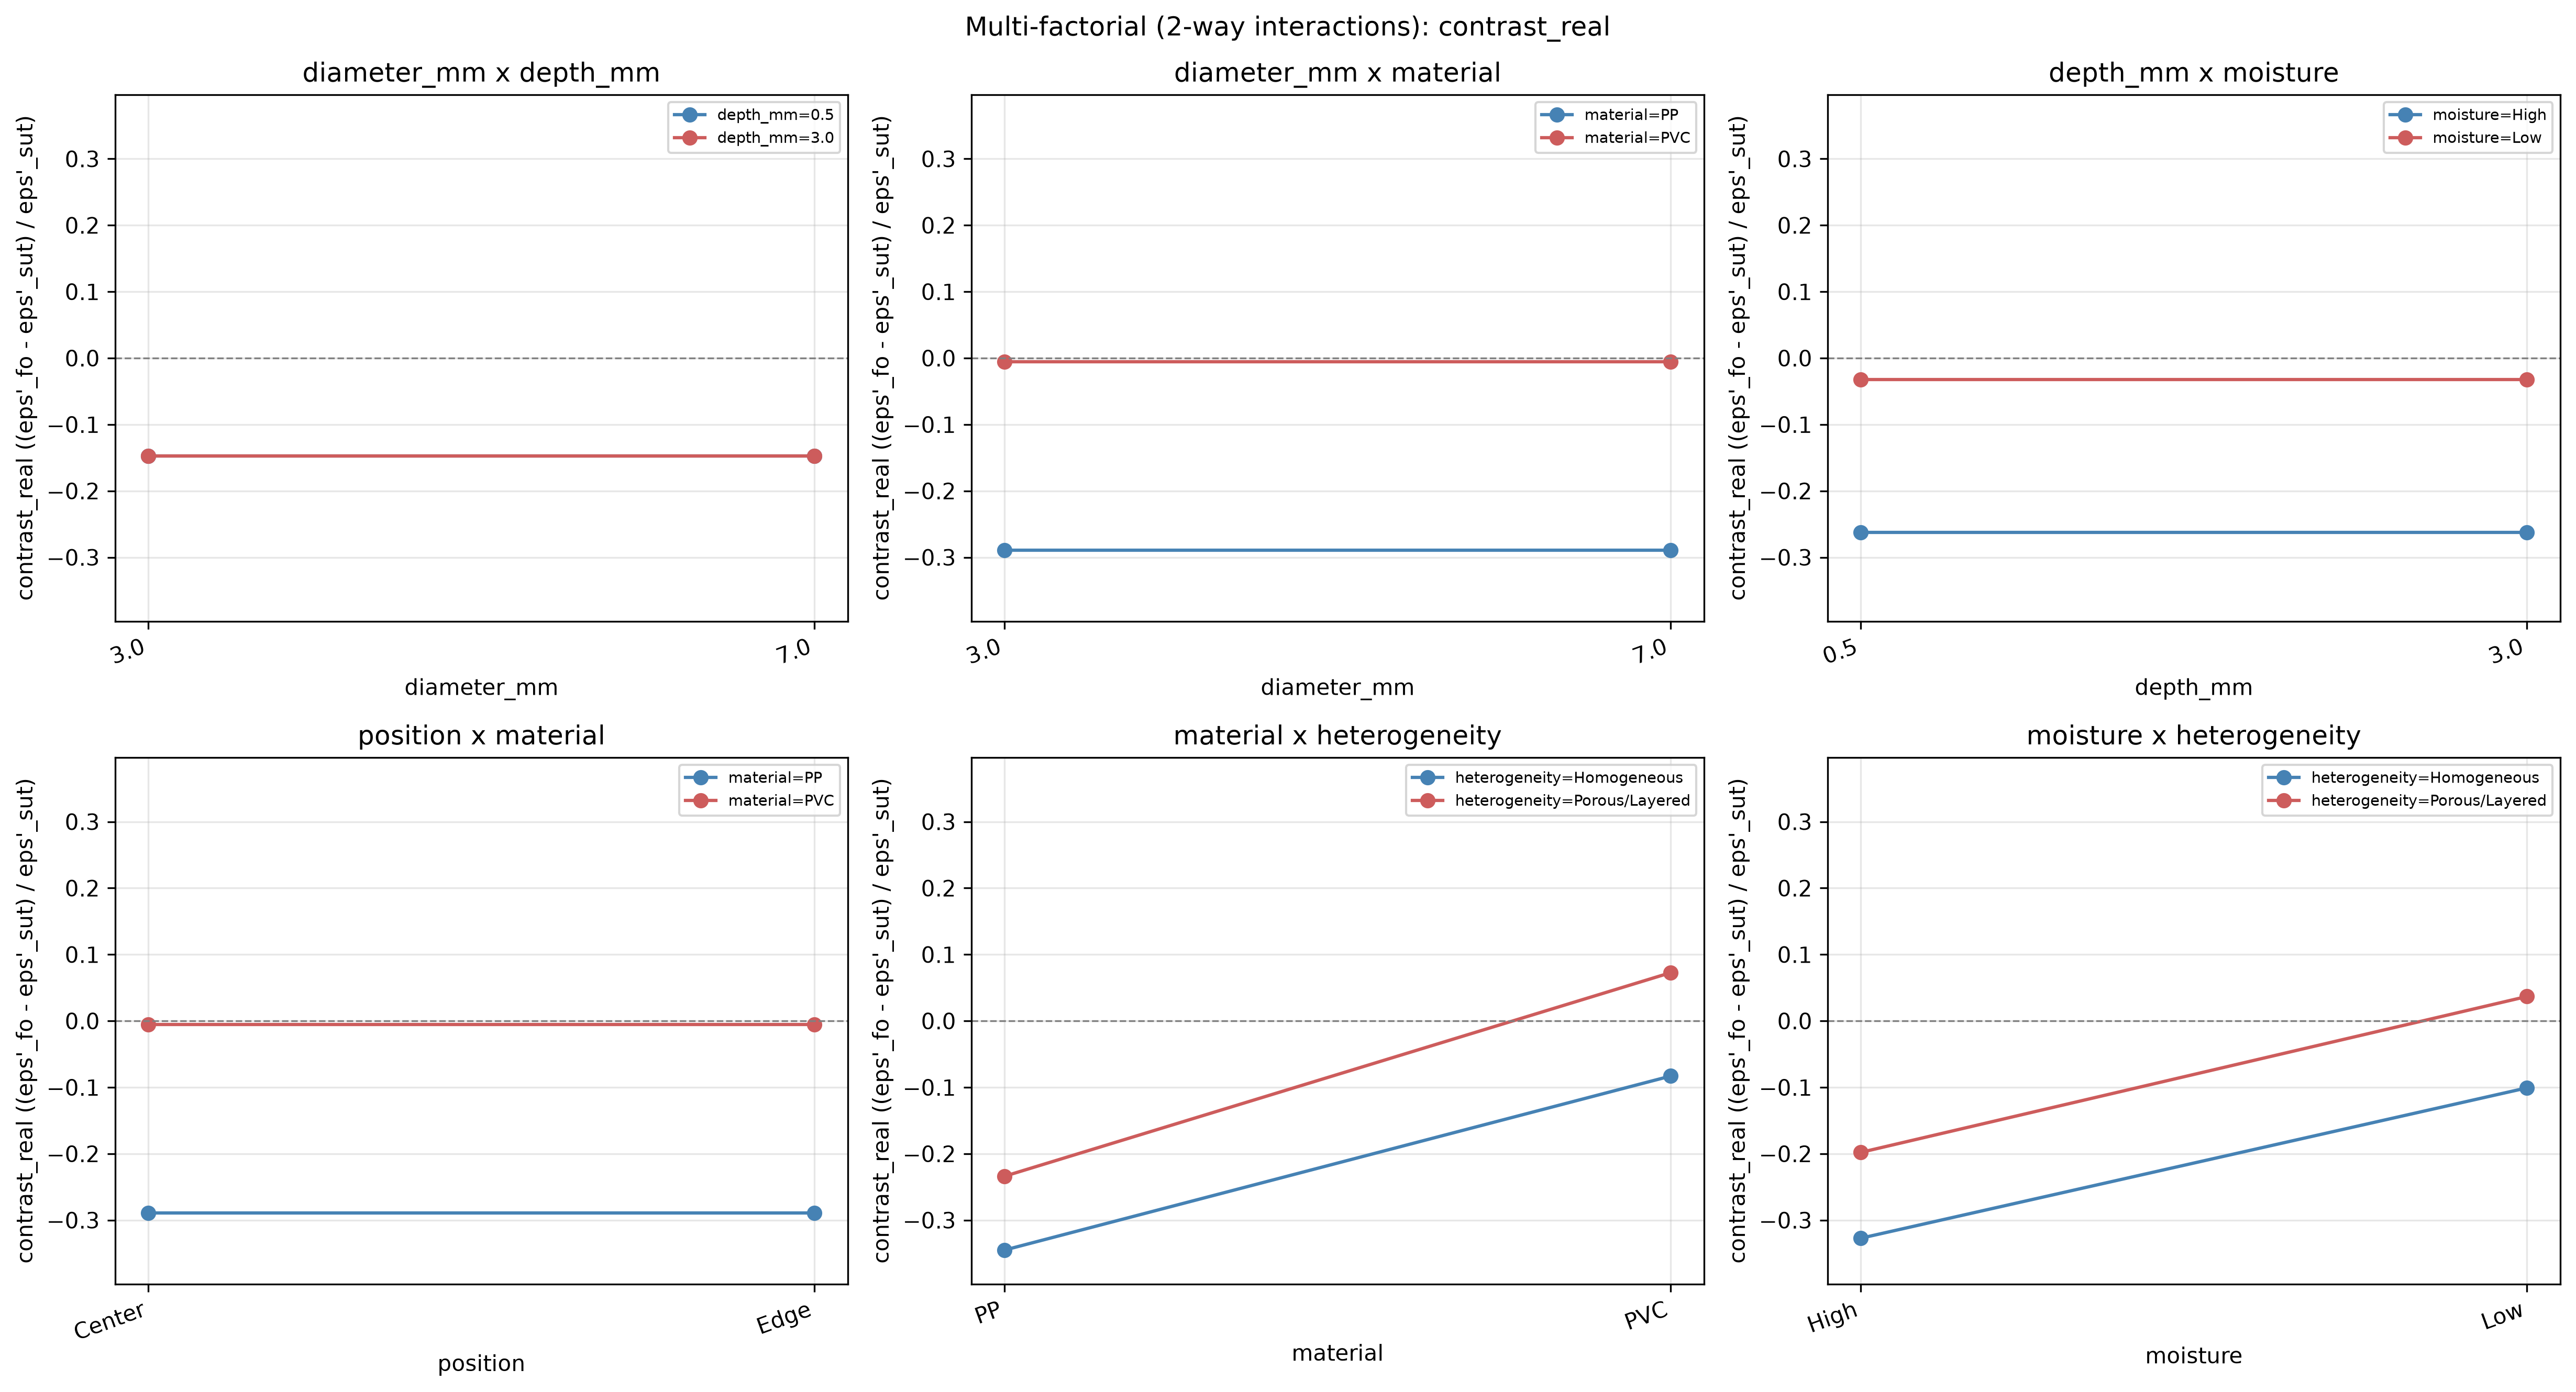 Multi-factorial (2-way interactions): contrast_real
diameter_mm x depth_mm
contrast_real ((eps'_fo - eps'_sut) / eps'_sut)
0.3
0.2
0.1
0.0
−0.1
−0.2
−0.3
depth_mm=0.5
depth_mm=3.0
3.0
7.0
diameter_mm
diameter_mm x material
contrast_real ((eps'_fo - eps'_sut) / eps'_sut)
0.3
0.2
0.1
0.0
−0.1
−0.2
−0.3
material=PP
material=PVC
3.0
7.0
diameter_mm
depth_mm x moisture
contrast_real ((eps'_fo - eps'_sut) / eps'_sut)
0.3
0.2
0.1
0.0
−0.1
−0.2
−0.3
moisture=High
moisture=Low
0.5
3.0
depth_mm
position x material
contrast_real ((eps'_fo - eps'_sut) / eps'_sut)
0.3
0.2
0.1
0.0
−0.1
−0.2
−0.3
material=PP
material=PVC
Center
Edge
position
material x heterogeneity
contrast_real ((eps'_fo - eps'_sut) / eps'_sut)
0.3
0.2
0.1
0.0
−0.1
−0.2
−0.3
heterogeneity=Homogeneous
heterogeneity=Porous/Layered
PP
PVC
material
moisture x heterogeneity
contrast_real ((eps'_fo - eps'_sut) / eps'_sut)
0.3
0.2
0.1
0.0
−0.1
−0.2
−0.3
heterogeneity=Homogeneous
heterogeneity=Porous/Layered
High
Low
moisture